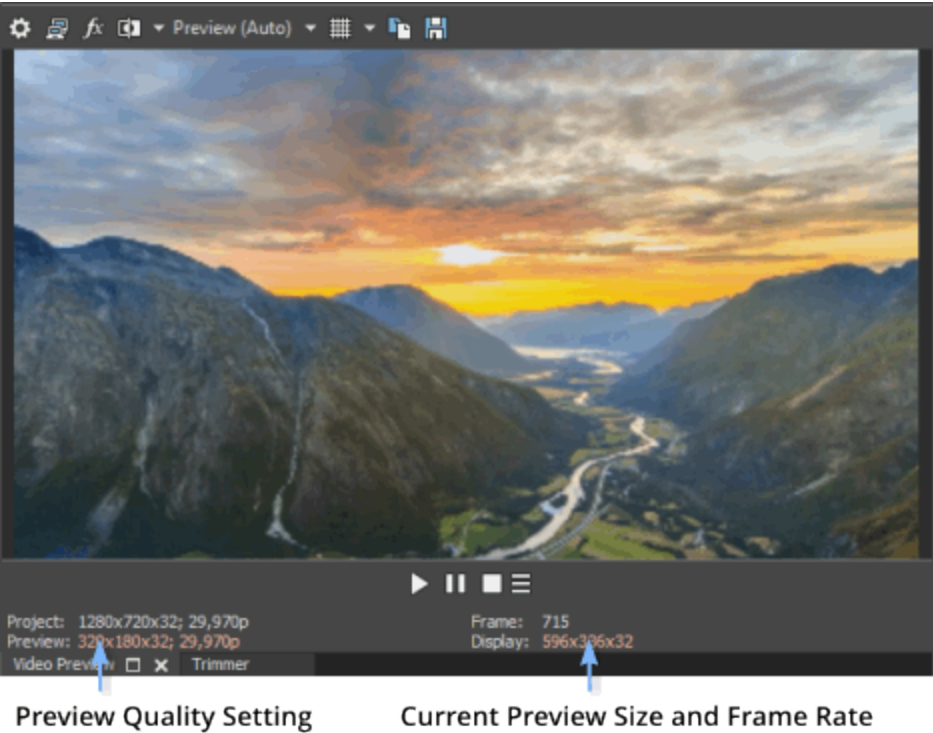 fx Preview (Auto)
Project: 1280x720x32; 29,970p
Frame: 715
Preview: 320x180x32; 29,970p
Display: 596x336x32
Video Preview
Trimmer
Preview Quality Setting
Current Preview Size and Frame Rate